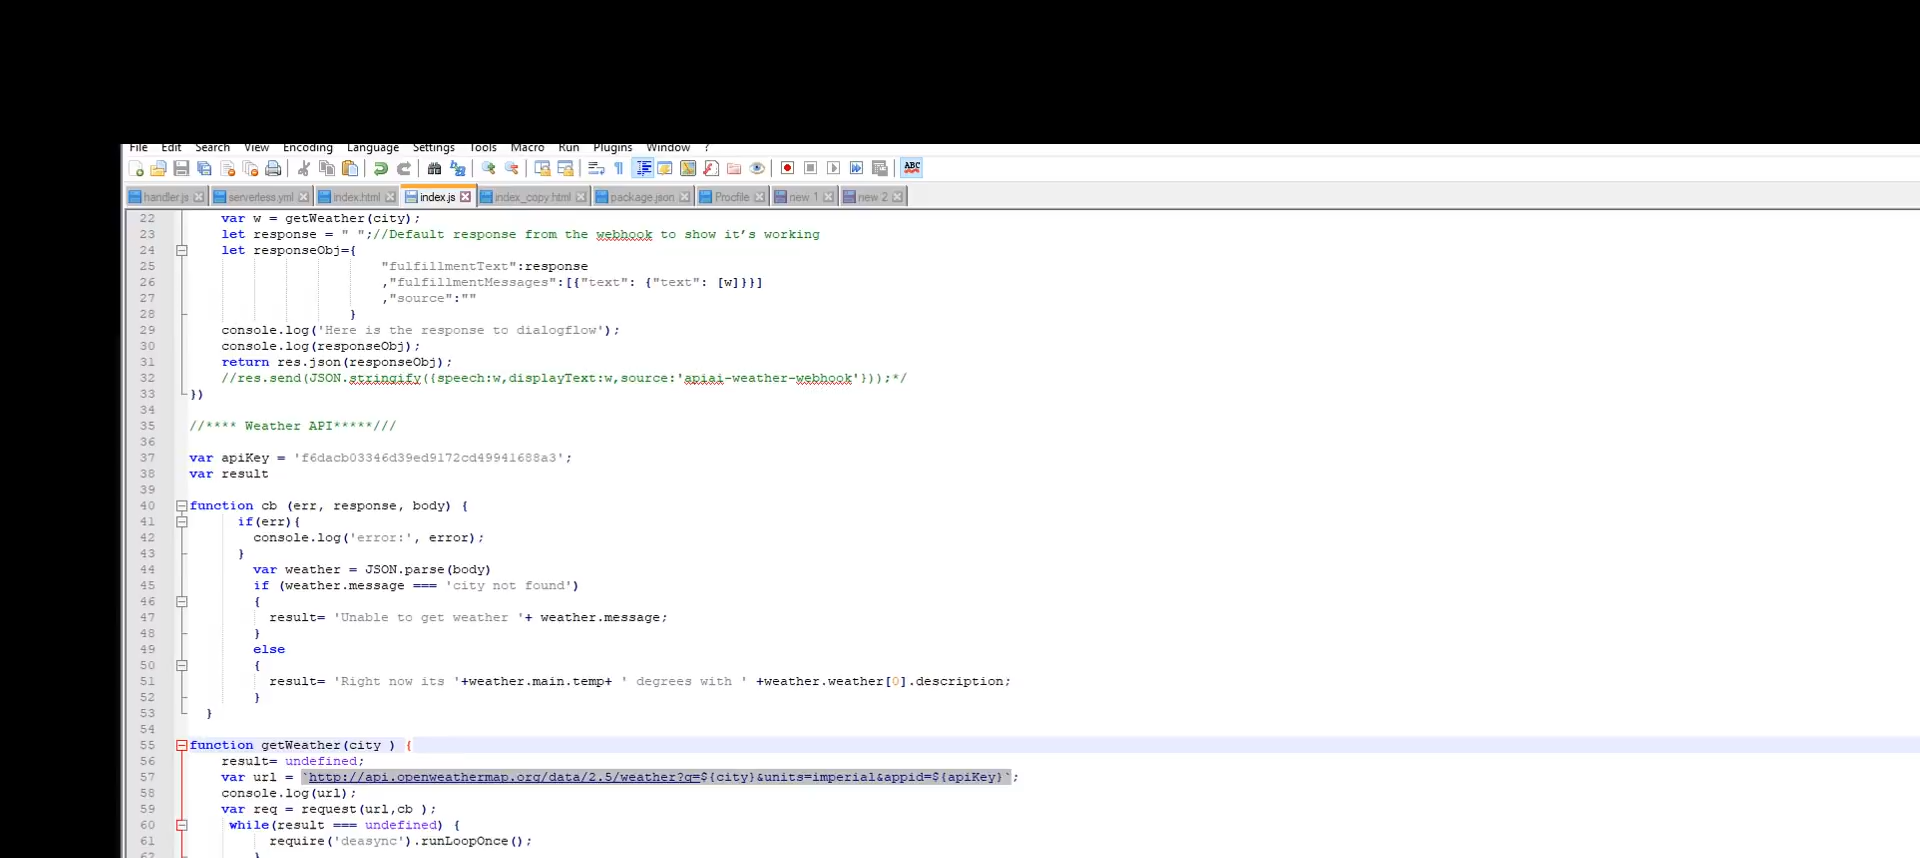 File Edit Search View Encoding Language Settings Tools Macro Run Plugins Window ?
ABC
handler.js serverless.yml index.html index.js index_copy.html package.json Procfile new 1 new 2
22 var w = getWeather(city);
23 let response = " ";//Default response from the webhook to show it's working
24 let responseObj={
25 "fulfillmentText":response
26 ,"fulfillmentMessages":[{"text": {"text": [w]}}]
27 ,"source":""
28 }
29 console.log('Here is the response to dialogflow');
30 console.log(responseObj);
31 return res.json(responseObj);
32 //res.send(JSON.stringify({speech:w,displayText:w,source:'apiai-weather-webhook'}));*/
33 })
34
35 //**** Weather API*****///
36
37 var apiKey = 'f6dacb03346d39ed9172cd49941688a3';
38 var result
39
40 function cb (err, response, body) {
41 if(err){
42 console.log('error:', error);
43 }
44 var weather = JSON.parse(body)
45 if (weather.message === 'city not found')
46 {
47 result= 'Unable to get weather '+ weather.message;
48 }
49 else
50 {
51 result= 'Right now its '+weather.main.temp+ ' degrees with ' +weather.weather[0].description;
52 }
53 }
54
55 function getWeather(city ) {
56 result= undefined;
57 var url = `http://api.openweathermap.org/data/2.5/weather?q=${city}&units=imperial&appid=${apiKey}`;
58 console.log(url);
59 var req = request(url,cb );
60 while(result === undefined) {
61 require('deasync').runLoopOnce();
62 }